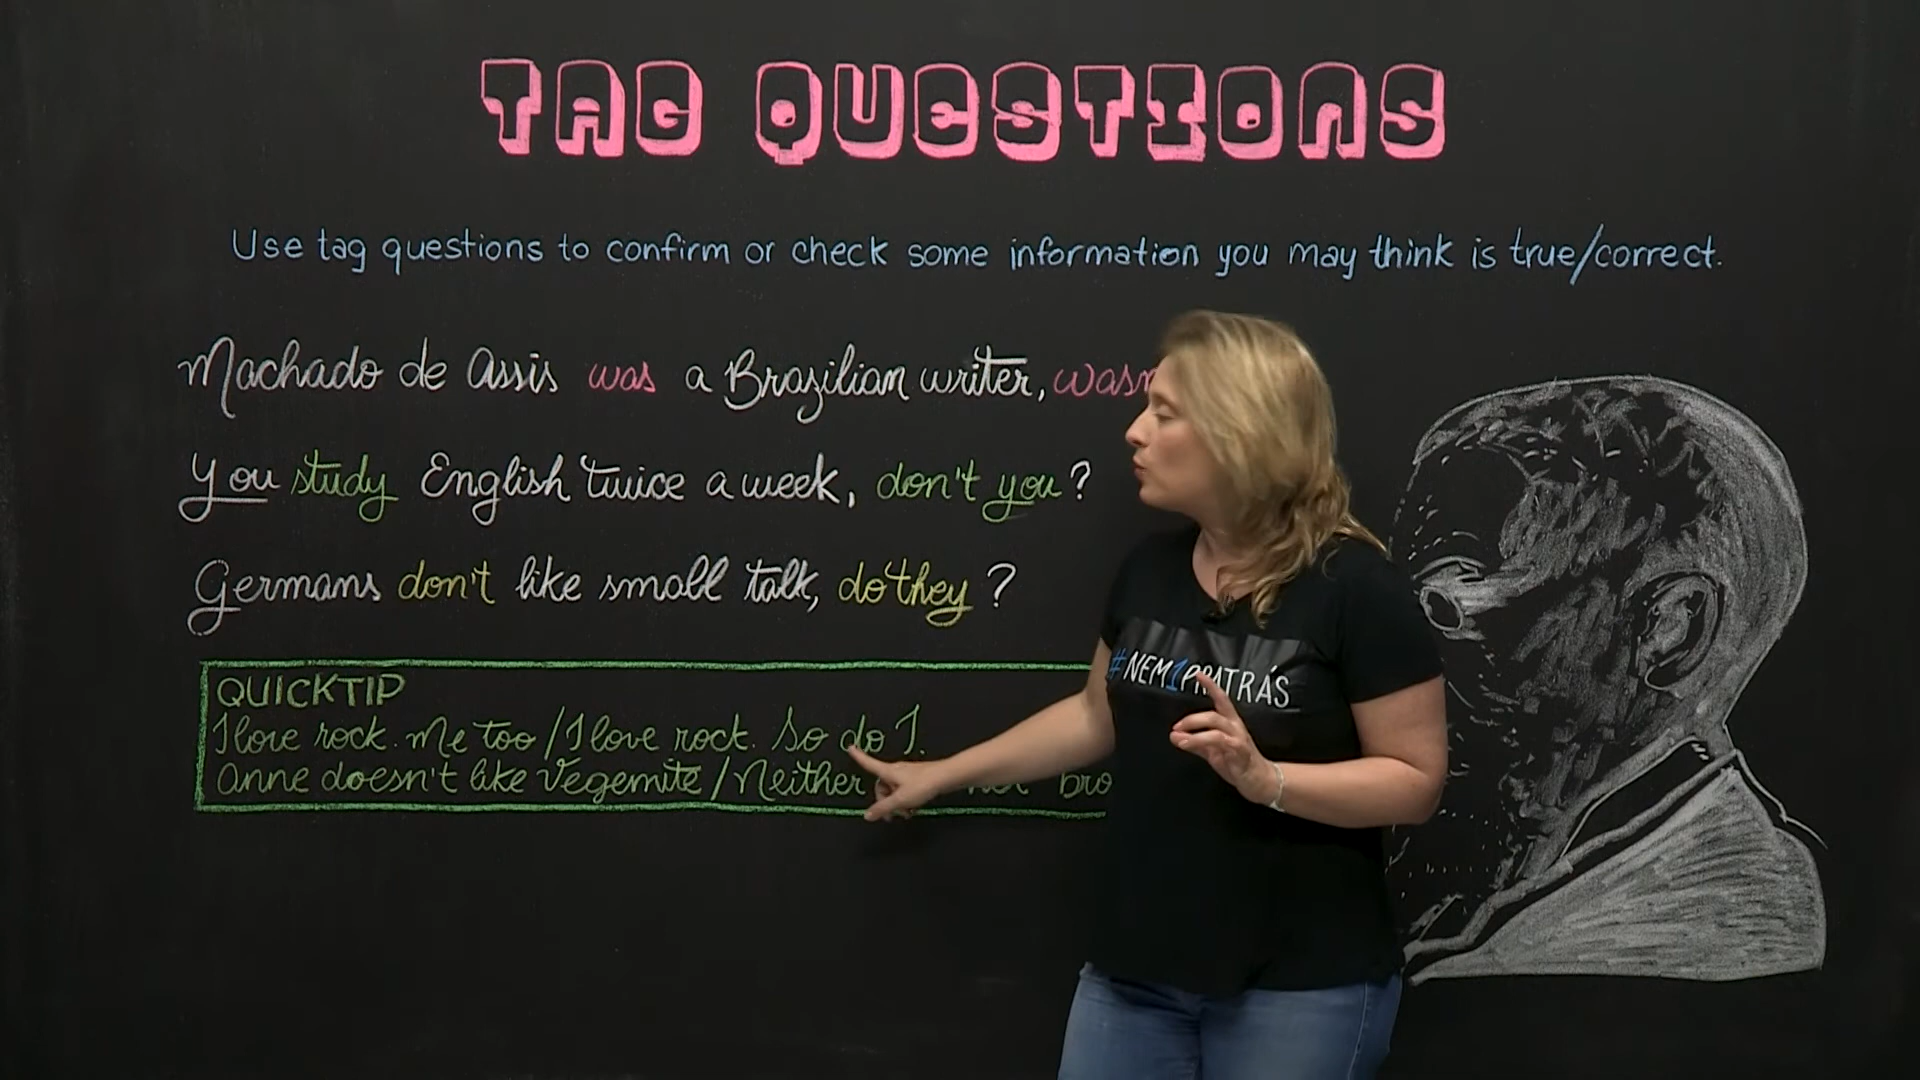 TAG QUESTIONS
Use tag questions to confirm or check some information you may think is true/correct.
Machado de Assis was a Brazilian writer,
You study English twice a week, don't you?
Germans don't like small talk, do they?
QUICKTIP
I love rock. Me too / I love rock. So do I.
Anne doesn't like Vegemite / Neither her
#NEM1PRATRÁS